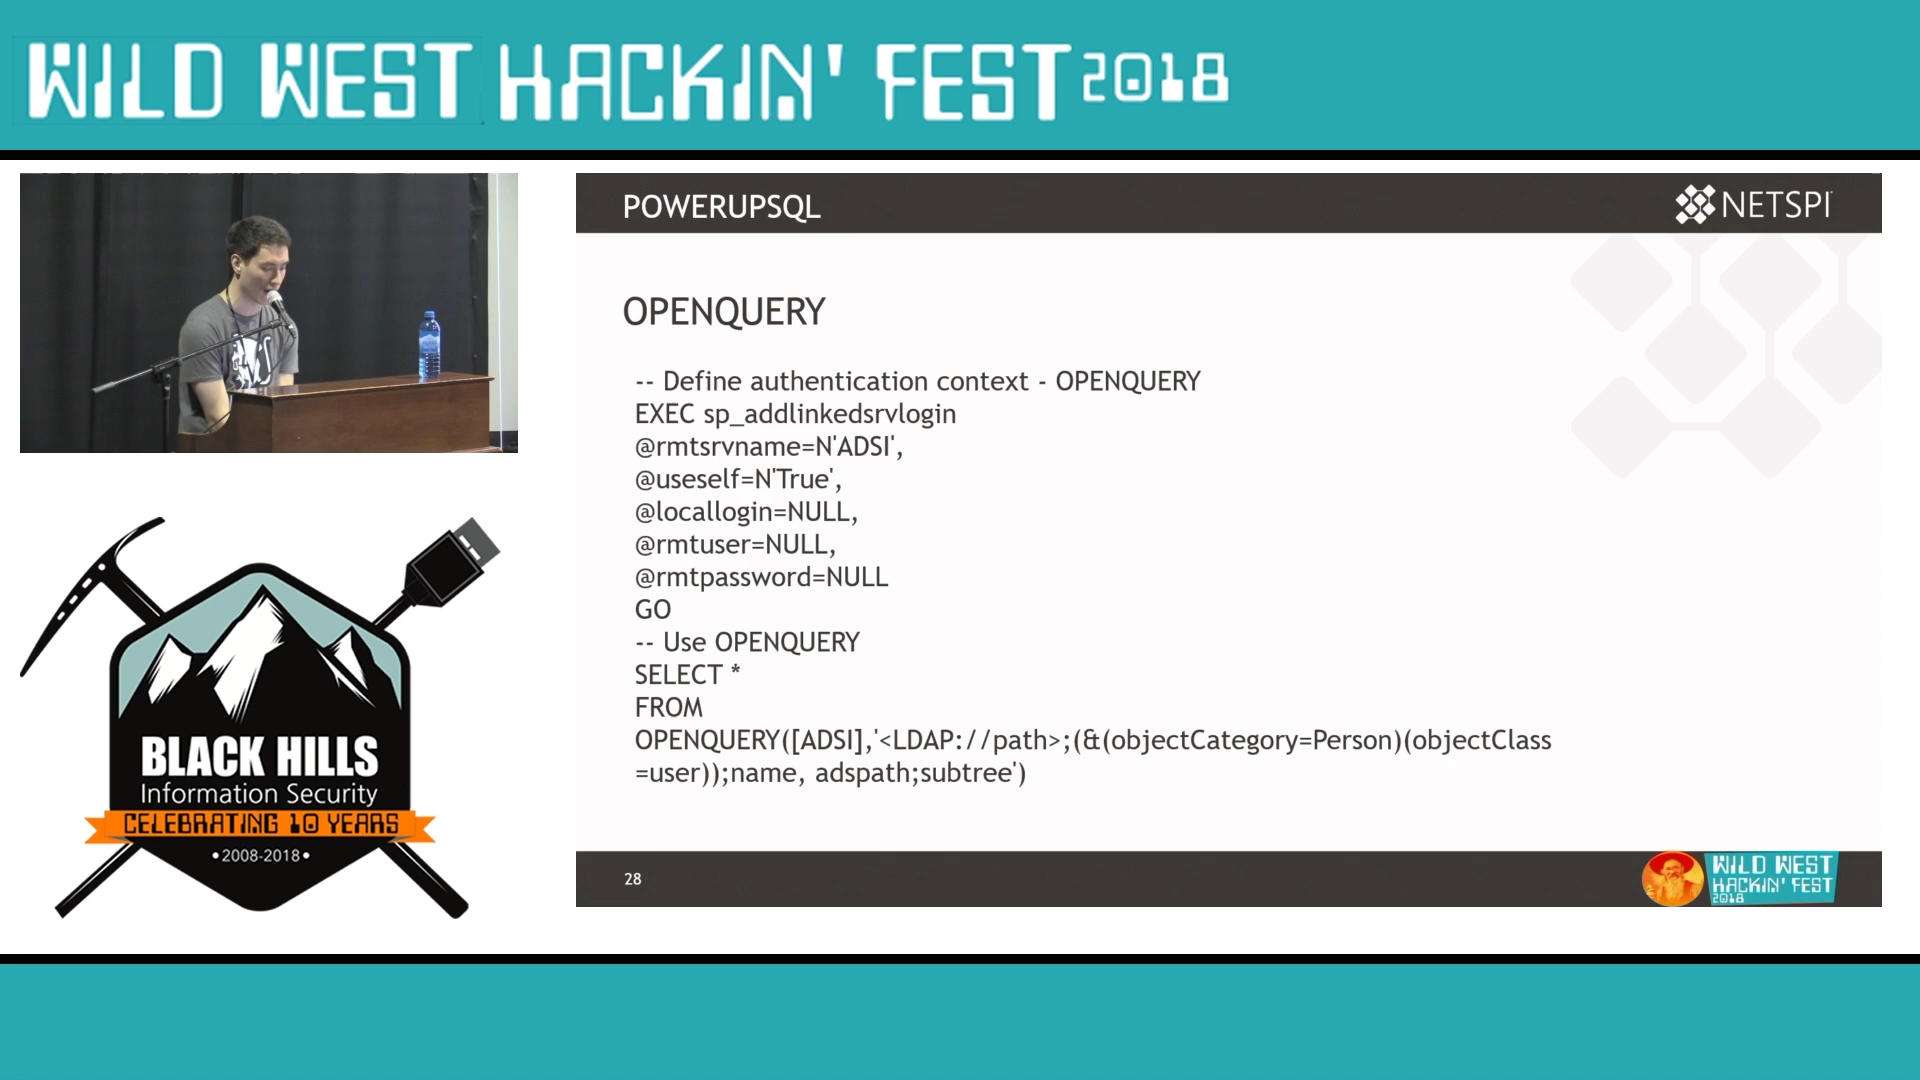 WILD WEST HACKIN' FEST 2018
POWERUPSQL
NETSPI
OPENQUERY
-- Define authentication context - OPENQUERY
EXEC sp_addlinkedsrvlogin
@rmtsrvname=N'ADSI',
@useself=N'True',
@locallogin=NULL,
@rmtuser=NULL,
@rmtpassword=NULL
GO
-- Use OPENQUERY
SELECT *
FROM
OPENQUERY([ADSI],'<LDAP://path>;(&(objectCategory=Person)(objectClass
=user));name, adspath;subtree')
28
WILD WEST
HACKIN' FEST
2018
BLACK HILLS
Information Security
CELEBRATING 10 YEARS
•2008-2018•